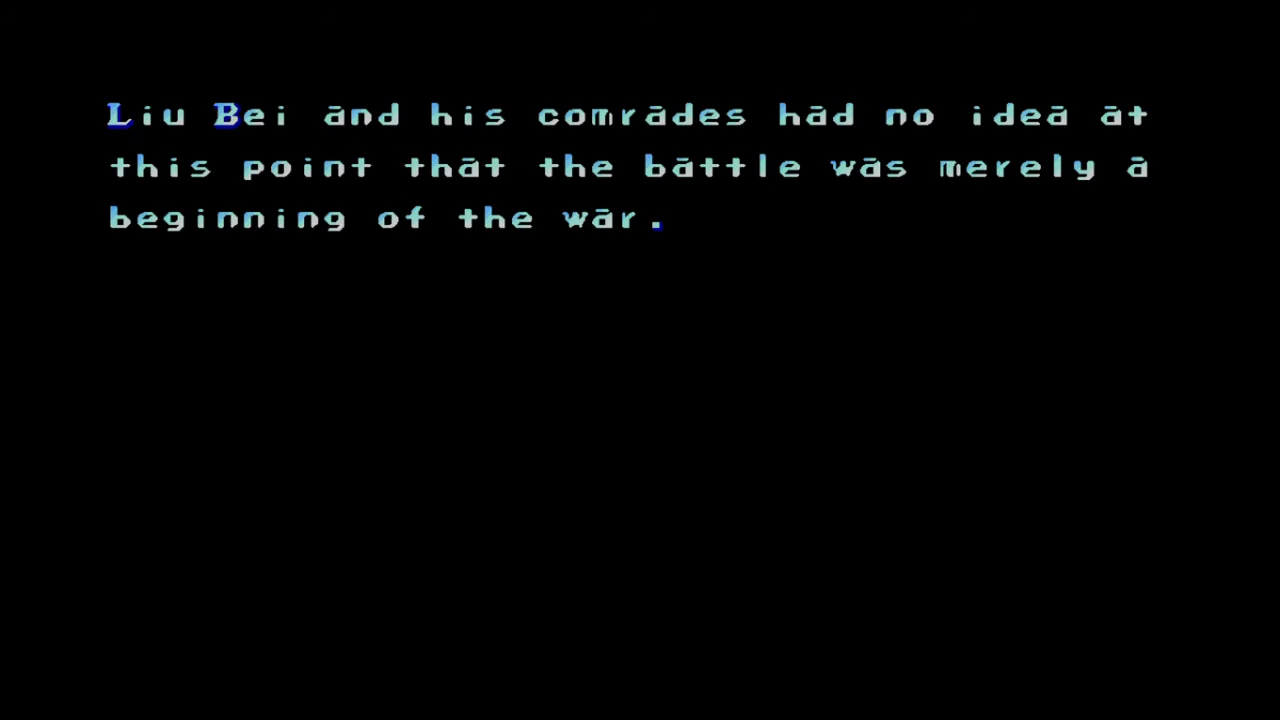 Liu Bei and his comrades had no idea at
this point that the battle was merely a
beginning of the war.